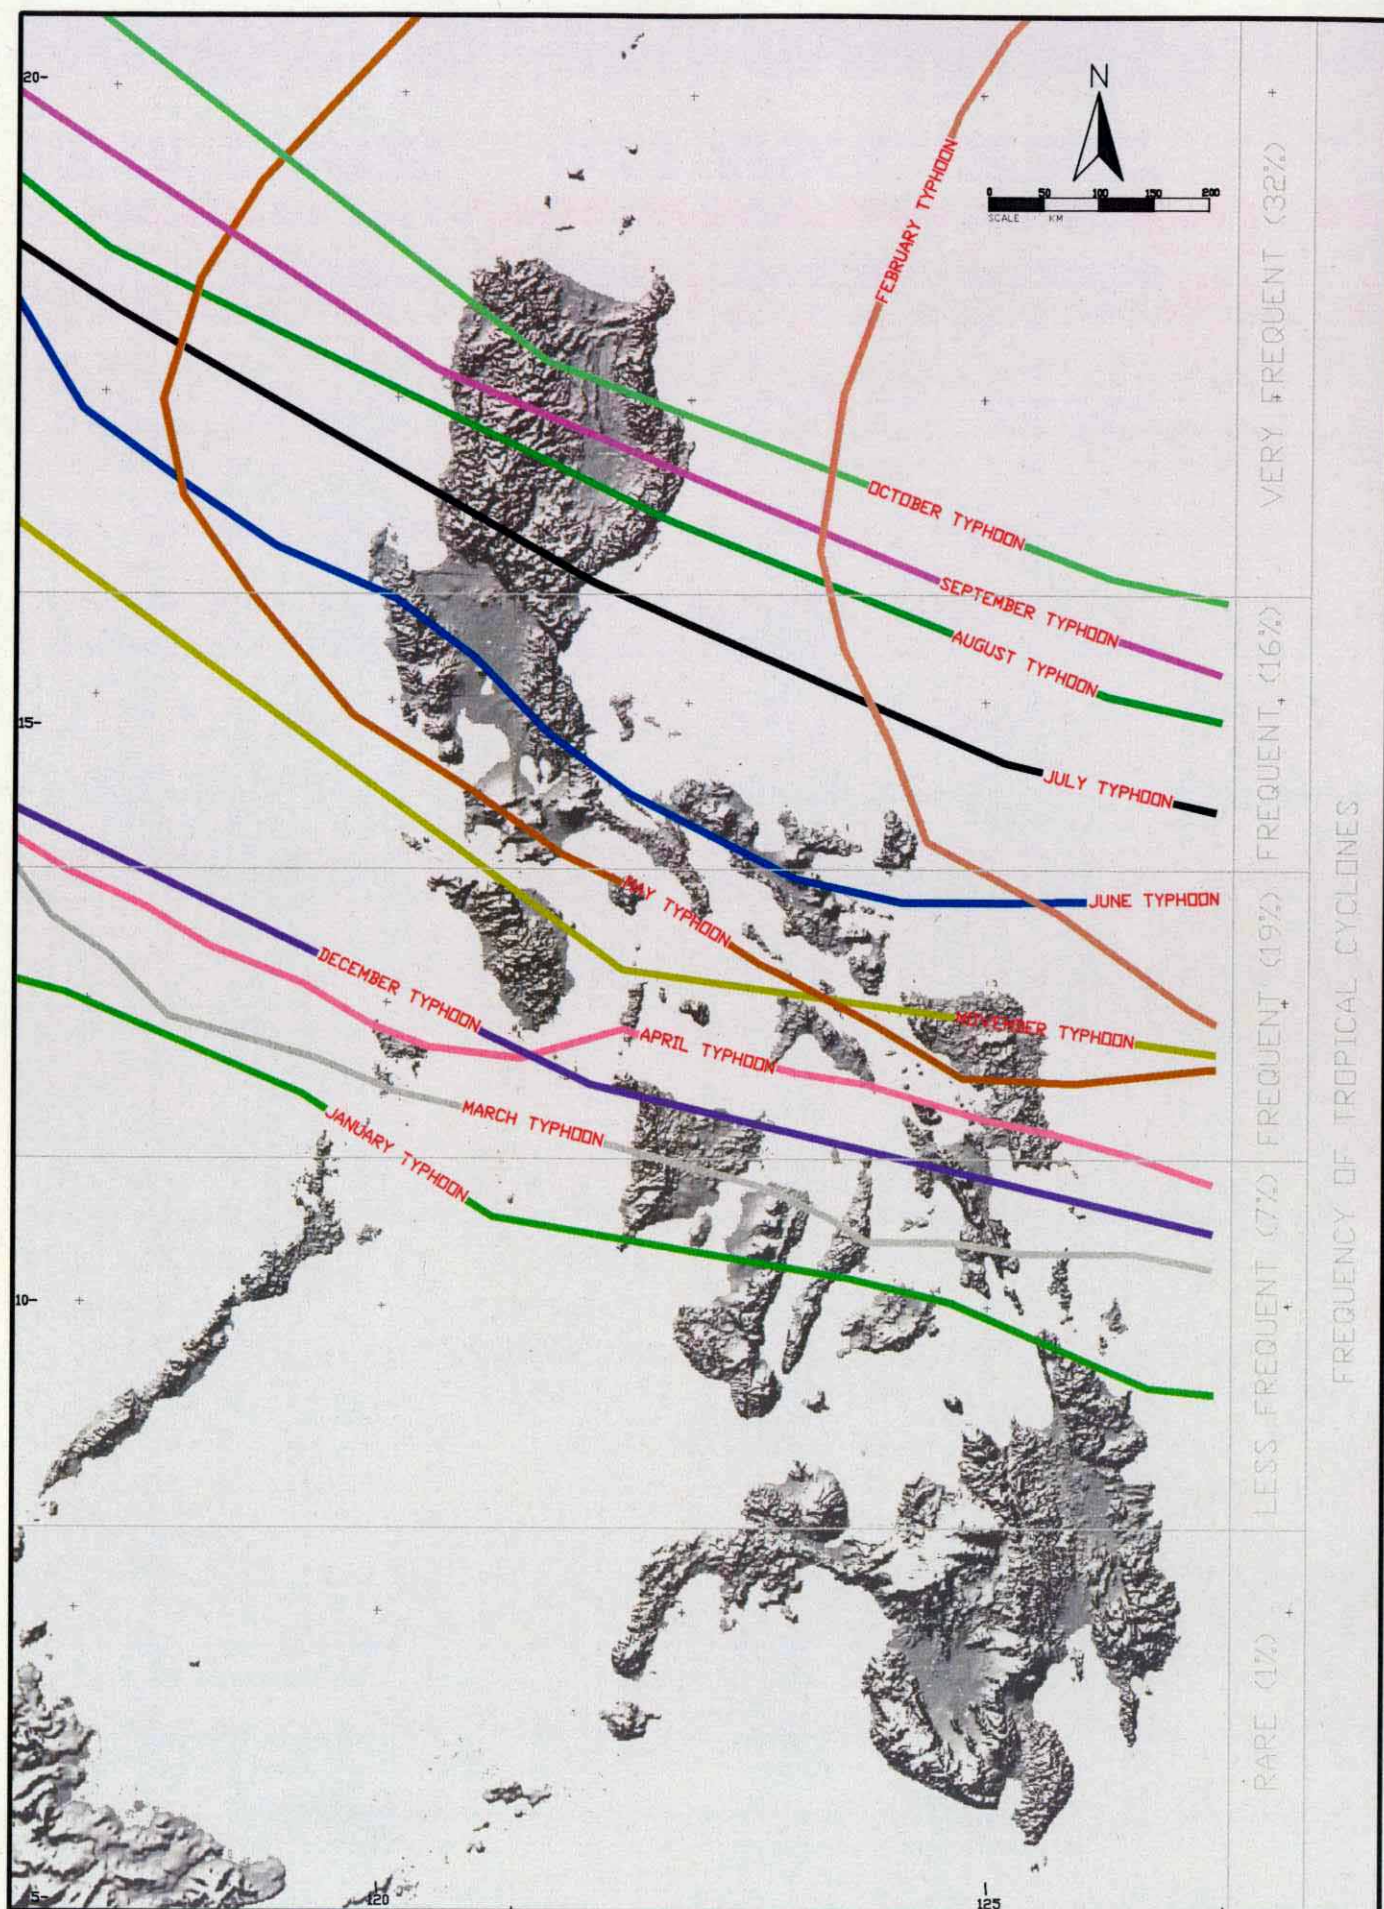 20-
N
0 50 100 150 200
SCALE KM
FEBRUARY TYPHOON
OCTOBER TYPHOON
SEPTEMBER TYPHOON
AUGUST TYPHOON
15-
JULY TYPHOON
JUNE TYPHOON
MAY TYPHOON
DECEMBER TYPHOON
NOVEMBER TYPHOON
APRIL TYPHOON
MARCH TYPHOON
JANUARY TYPHOON
10-
5-
120
125
VERY FREQUENT (32%)
FREQUENT (16%)
FREQUENT (19%)
LESS FREQUENT (7%)
RARE (1%)
FREQUENCY OF TROPICAL CYCLONES